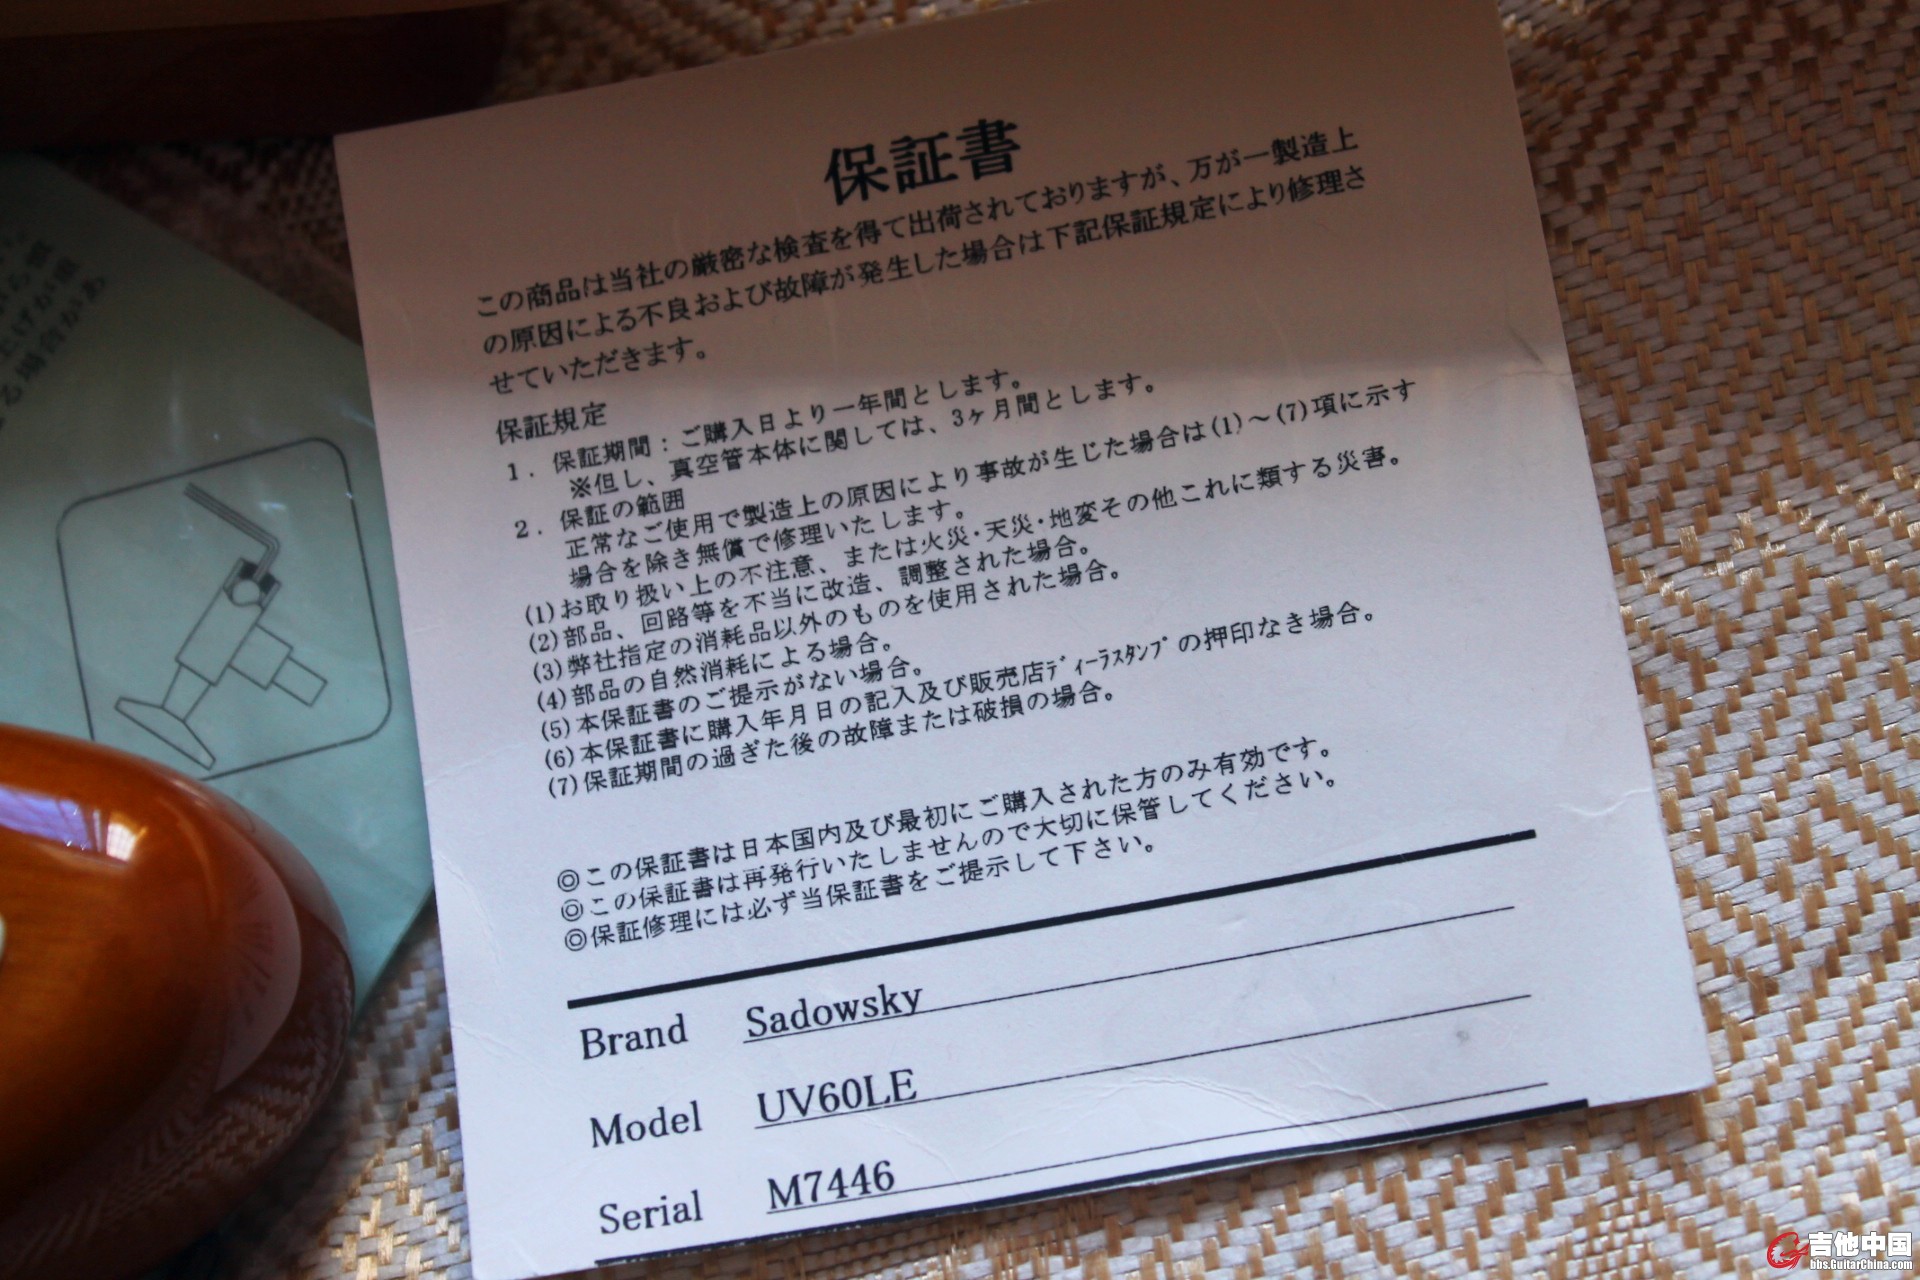 保証書
この商品は当社の厳密な検査を得て出荷されておりますが、万が一製造上
の原因による不良および故障が発生した場合は下記保証規定により修理さ
せていただきます。
保証規定
1. 保証期間：ご購入日より一年間とします。
※但し、真空管本体に関しては、3ヶ月間とします。
2. 保証の範囲
正常なご使用で製造上の原因により事故が生じた場合は(1)～(7)項に示す
場合を除き無償で修理いたします。
(1)お取り扱い上の不注意、または火災・天災・地変その他これに類する災害。
(2)部品、回路等を不当に改造、調整された場合。
(3)弊社指定の消耗品以外のものを使用された場合。
(4)部品の自然消耗による場合。
(5)本保証書のご提示がない場合。
(6)本保証書に購入年月日の記入及び販売店ﾃﾞｨｰﾗｽﾀﾝﾌﾟの押印なき場合。
(7)保証期間の過ぎた後の故障または破損の場合。
◎この保証書は日本国内及び最初にご購入された方のみ有効です。
◎この保証書は再発行いたしませんので大切に保管してください。
◎保証修理には必ず当保証書をご提示して下さい。
Brand Sadowsky
Model UV60LE
Serial M7446
上げが
る場合があ
吉他中国
bbs.GuitarChina.com